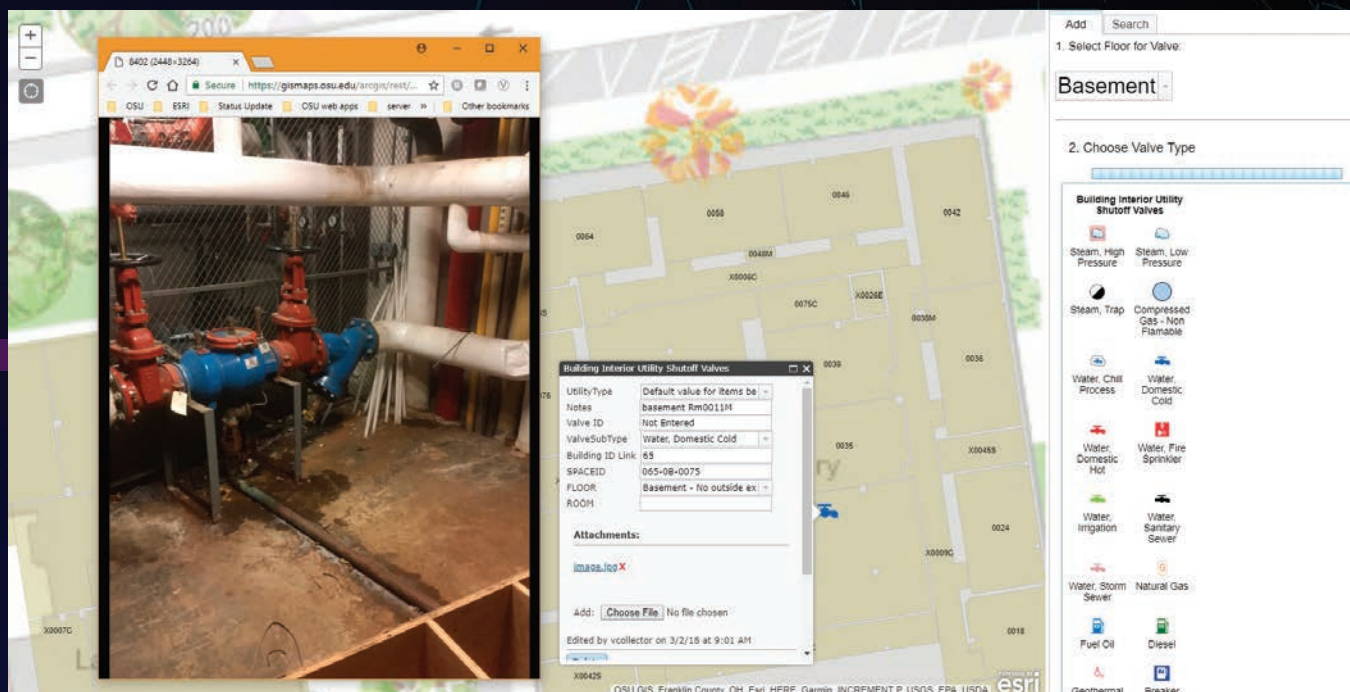 200
+
−
8402 (2448×3264)
Secure
https://gismaps.osu.edu/arcgis/rest/...
OSU
ESRI
Status Update
OSU web apps
server
»
Other bookmarks
0064
0058
0046
0042
0048M
X0006C
0075C
X0026E
0038M
0039
0036
0035
X0045S
0024
X0009C
0018
X0007C
X0042S
La
ry
Building Interior Utility Shutoff Valves
UtilityType
Default value for items be
Notes
basement Rm0011M
Valve ID
Not Entered
ValveSubType
Water, Domestic Cold
Building ID Link
65
SPACEID
065-0B-0075
FLOOR
Basement - No outside ex
ROOM
Attachments:
image.jpg X
Add: Choose File No file chosen
Edited by vcollector on 3/2/18 at 9:01 AM
OSU GIS, Franklin County, OH, Esri, HERE, Garmin, INCREMENT P, USGS, EPA, USDA
POWERED BY
esri
Add
Search
1. Select Floor for Valve:
Basement
2. Choose Valve Type
Building Interior Utility
Shutoff Valves
Steam, High
Pressure
Steam, Low
Pressure
Steam, Trap
Compressed
Gas - Non
Flamable
Water, Chill
Process
Water,
Domestic
Cold
Water,
Domestic
Hot
Water, Fire
Sprinkler
Water,
Irrigation
Water,
Sanitary
Sewer
Water, Storm
Sewer
Natural Gas
Fuel Oil
Diesel
Geothermal
Breaker